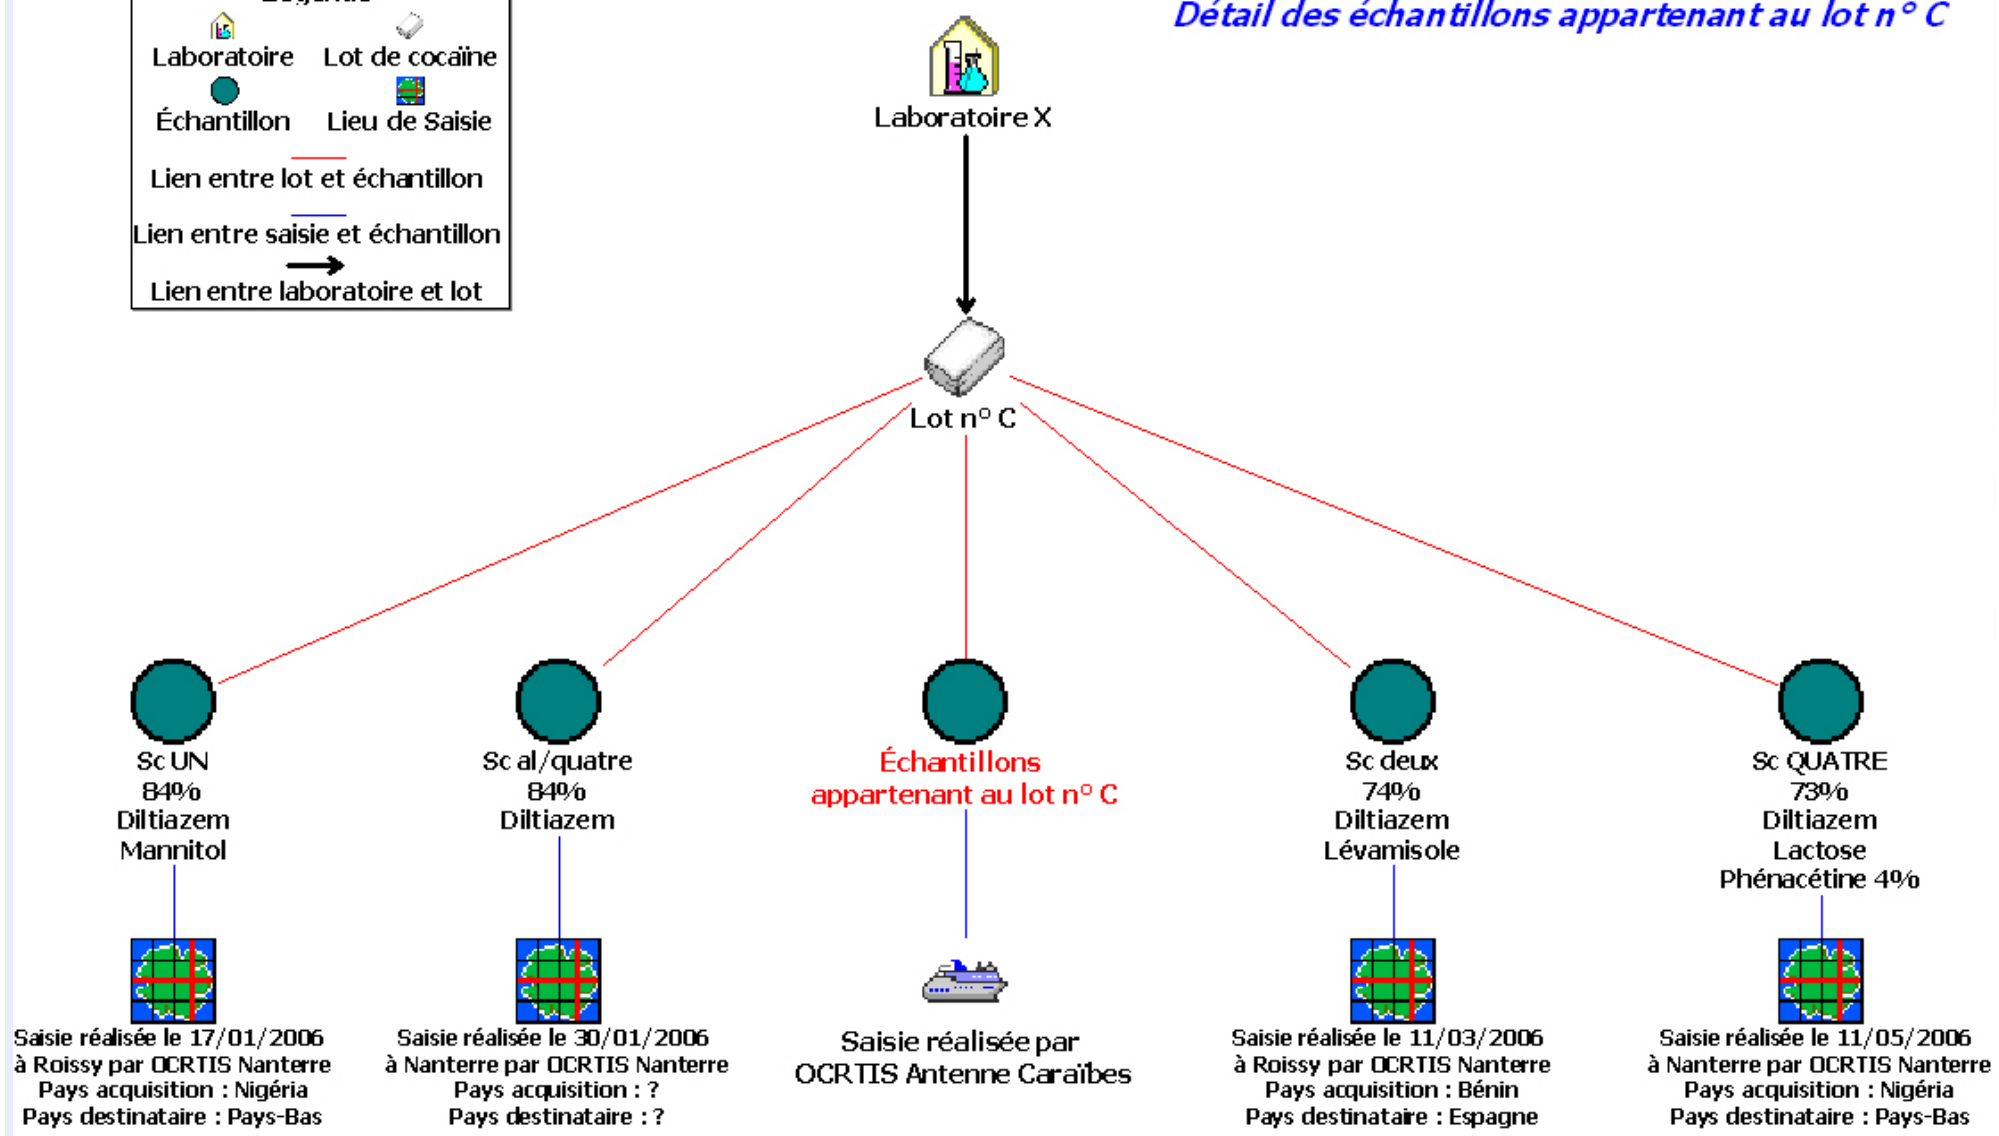 Détail des échantillons appartenant au lot n° C
Laboratoire
Lot de cocaïne
Échantillon
Lieu de Saisie
Lien entre lot et échantillon
Lien entre saisie et échantillon
Lien entre laboratoire et lot
Laboratoire X
Lot n° C
Sc UN
84%
Diltiazem
Mannitol
Sc al/quatre
84%
Diltiazem
Échantillons
appartenant au lot n° C
Sc deux
74%
Diltiazem
Lévamisole
Sc QUATRE
73%
Diltiazem
Lactose
Phénacétine 4%
Saisie réalisée le 17/01/2006
à Roissy par OCRTIS Nanterre
Pays acquisition : Nigéria
Pays destinataire : Pays-Bas
Saisie réalisée le 30/01/2006
à Nanterre par OCRTIS Nanterre
Pays acquisition : ?
Pays destinataire : ?
Saisie réalisée par
OCRTIS Antenne Caraïbes
Saisie réalisée le 11/03/2006
à Roissy par OCRTIS Nanterre
Pays acquisition : Bénin
Pays destinataire : Espagne
Saisie réalisée le 11/05/2006
à Nanterre par OCRTIS Nanterre
Pays acquisition : Nigéria
Pays destinataire : Pays-Bas